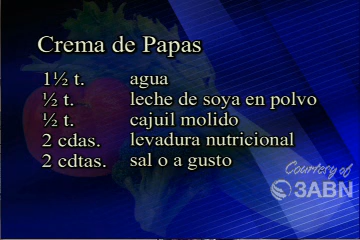 Crema de Papas
1½ t. agua
½ t. leche de soya en polvo
½ t. cajuil molido
2 cdas. levadura nutricional
2 cdtas. sal o a gusto
Courtesy of
3ABN